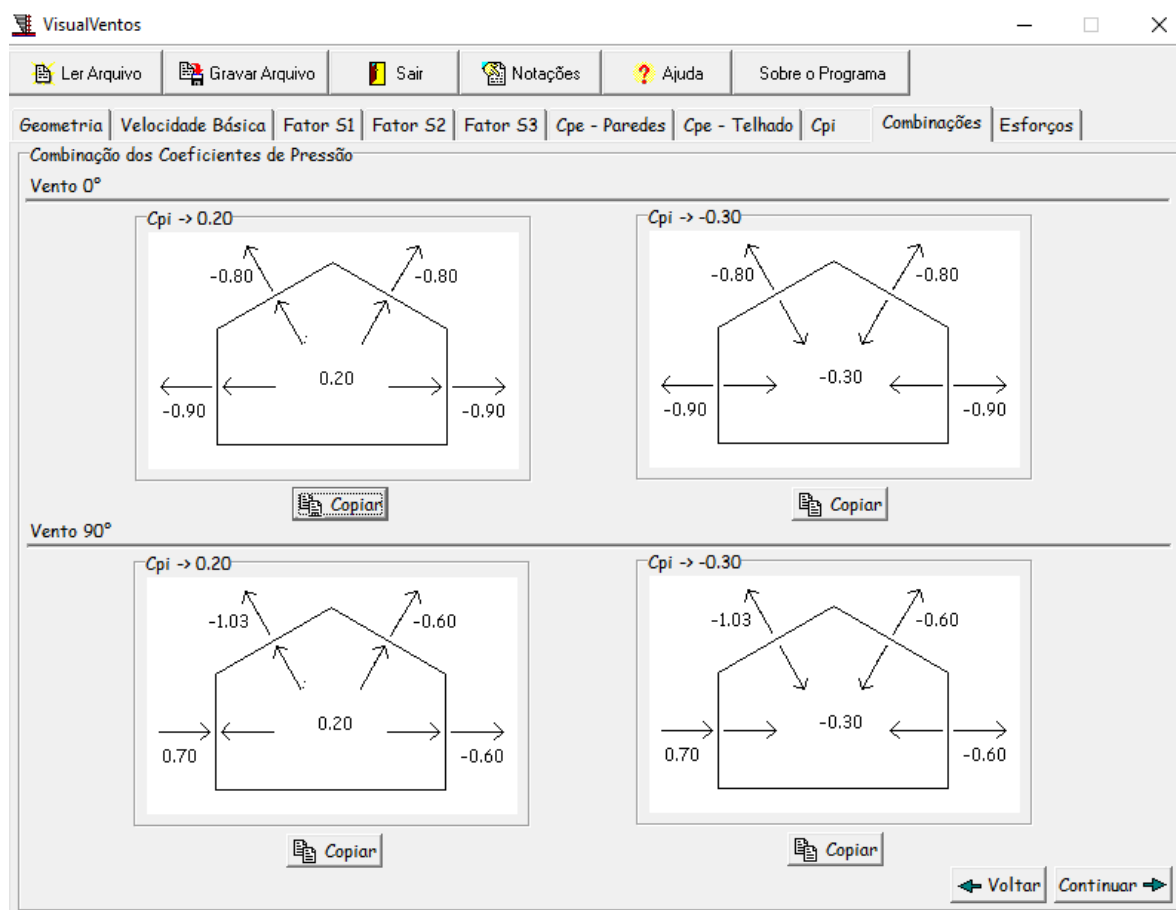 VisualVentos
Ler Arquivo Gravar Arquivo Sair Notações Ajuda Sobre o Programa
Geometria Velocidade Básica Fator S1 Fator S2 Fator S3 Cpe - Paredes Cpe - Telhado Cpi Combinações Esforços
Combinação dos Coeficientes de Pressão
Vento 0°
Cpi -> 0.20 Cpi -> -0.30
-0.80 -0.80 -0.80 -0.80
0.20 -0.30
-0.90 -0.90 -0.90 -0.90
Copiar Copiar
Vento 90°
Cpi -> 0.20 Cpi -> -0.30
-1.03 -0.60 -1.03 -0.60
0.20 -0.30
0.70 -0.60 0.70 -0.60
Copiar Copiar
Voltar Continuar